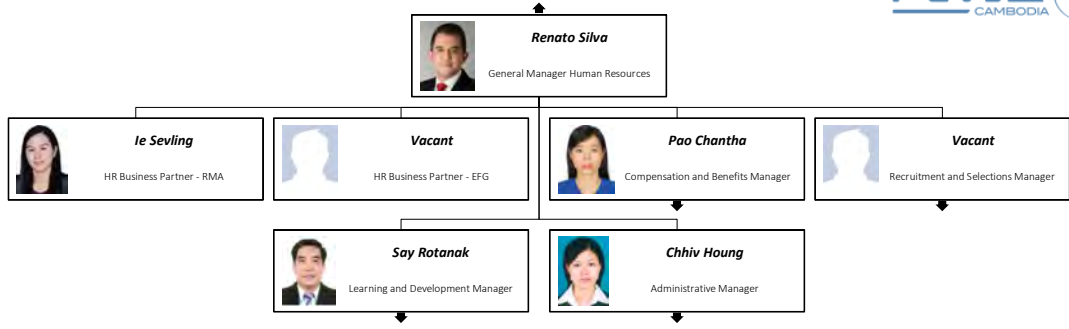 CAMBODIA
Renato Silva
General Manager Human Resources
Ie Sevling
HR Business Partner - RMA
Vacant
HR Business Partner - EFG
Pao Chantha
Compensation and Benefits Manager
Vacant
Recruitment and Selections Manager
Say Rotanak
Learning and Development Manager
Chhiv Houng
Administrative Manager